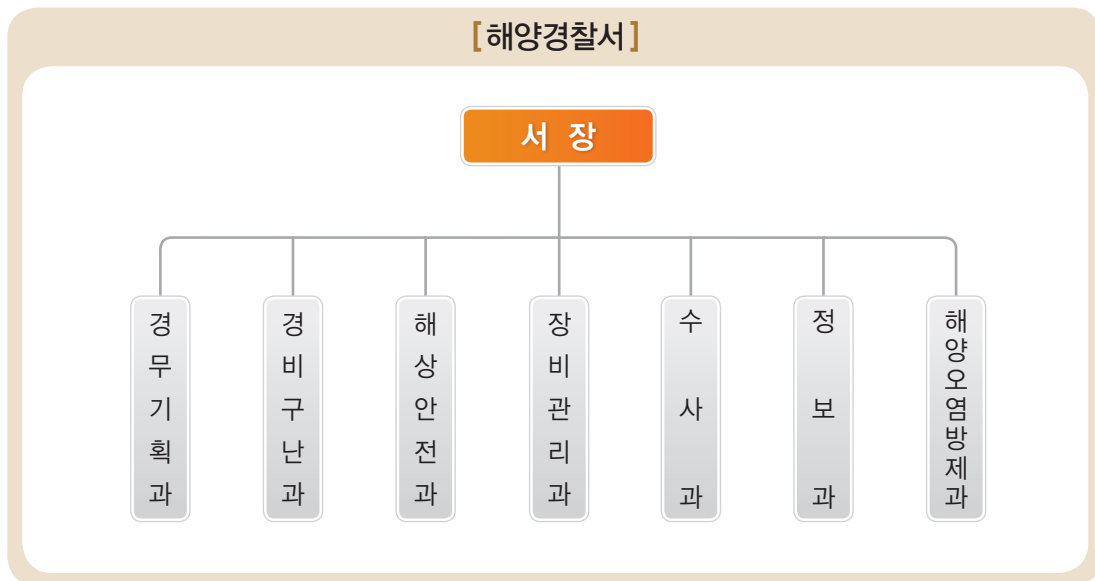 [해양경찰서]
서 장
경무기획과
경비구난과
해상안전과
장비관리과
수사과
정보과
해양오염방제과